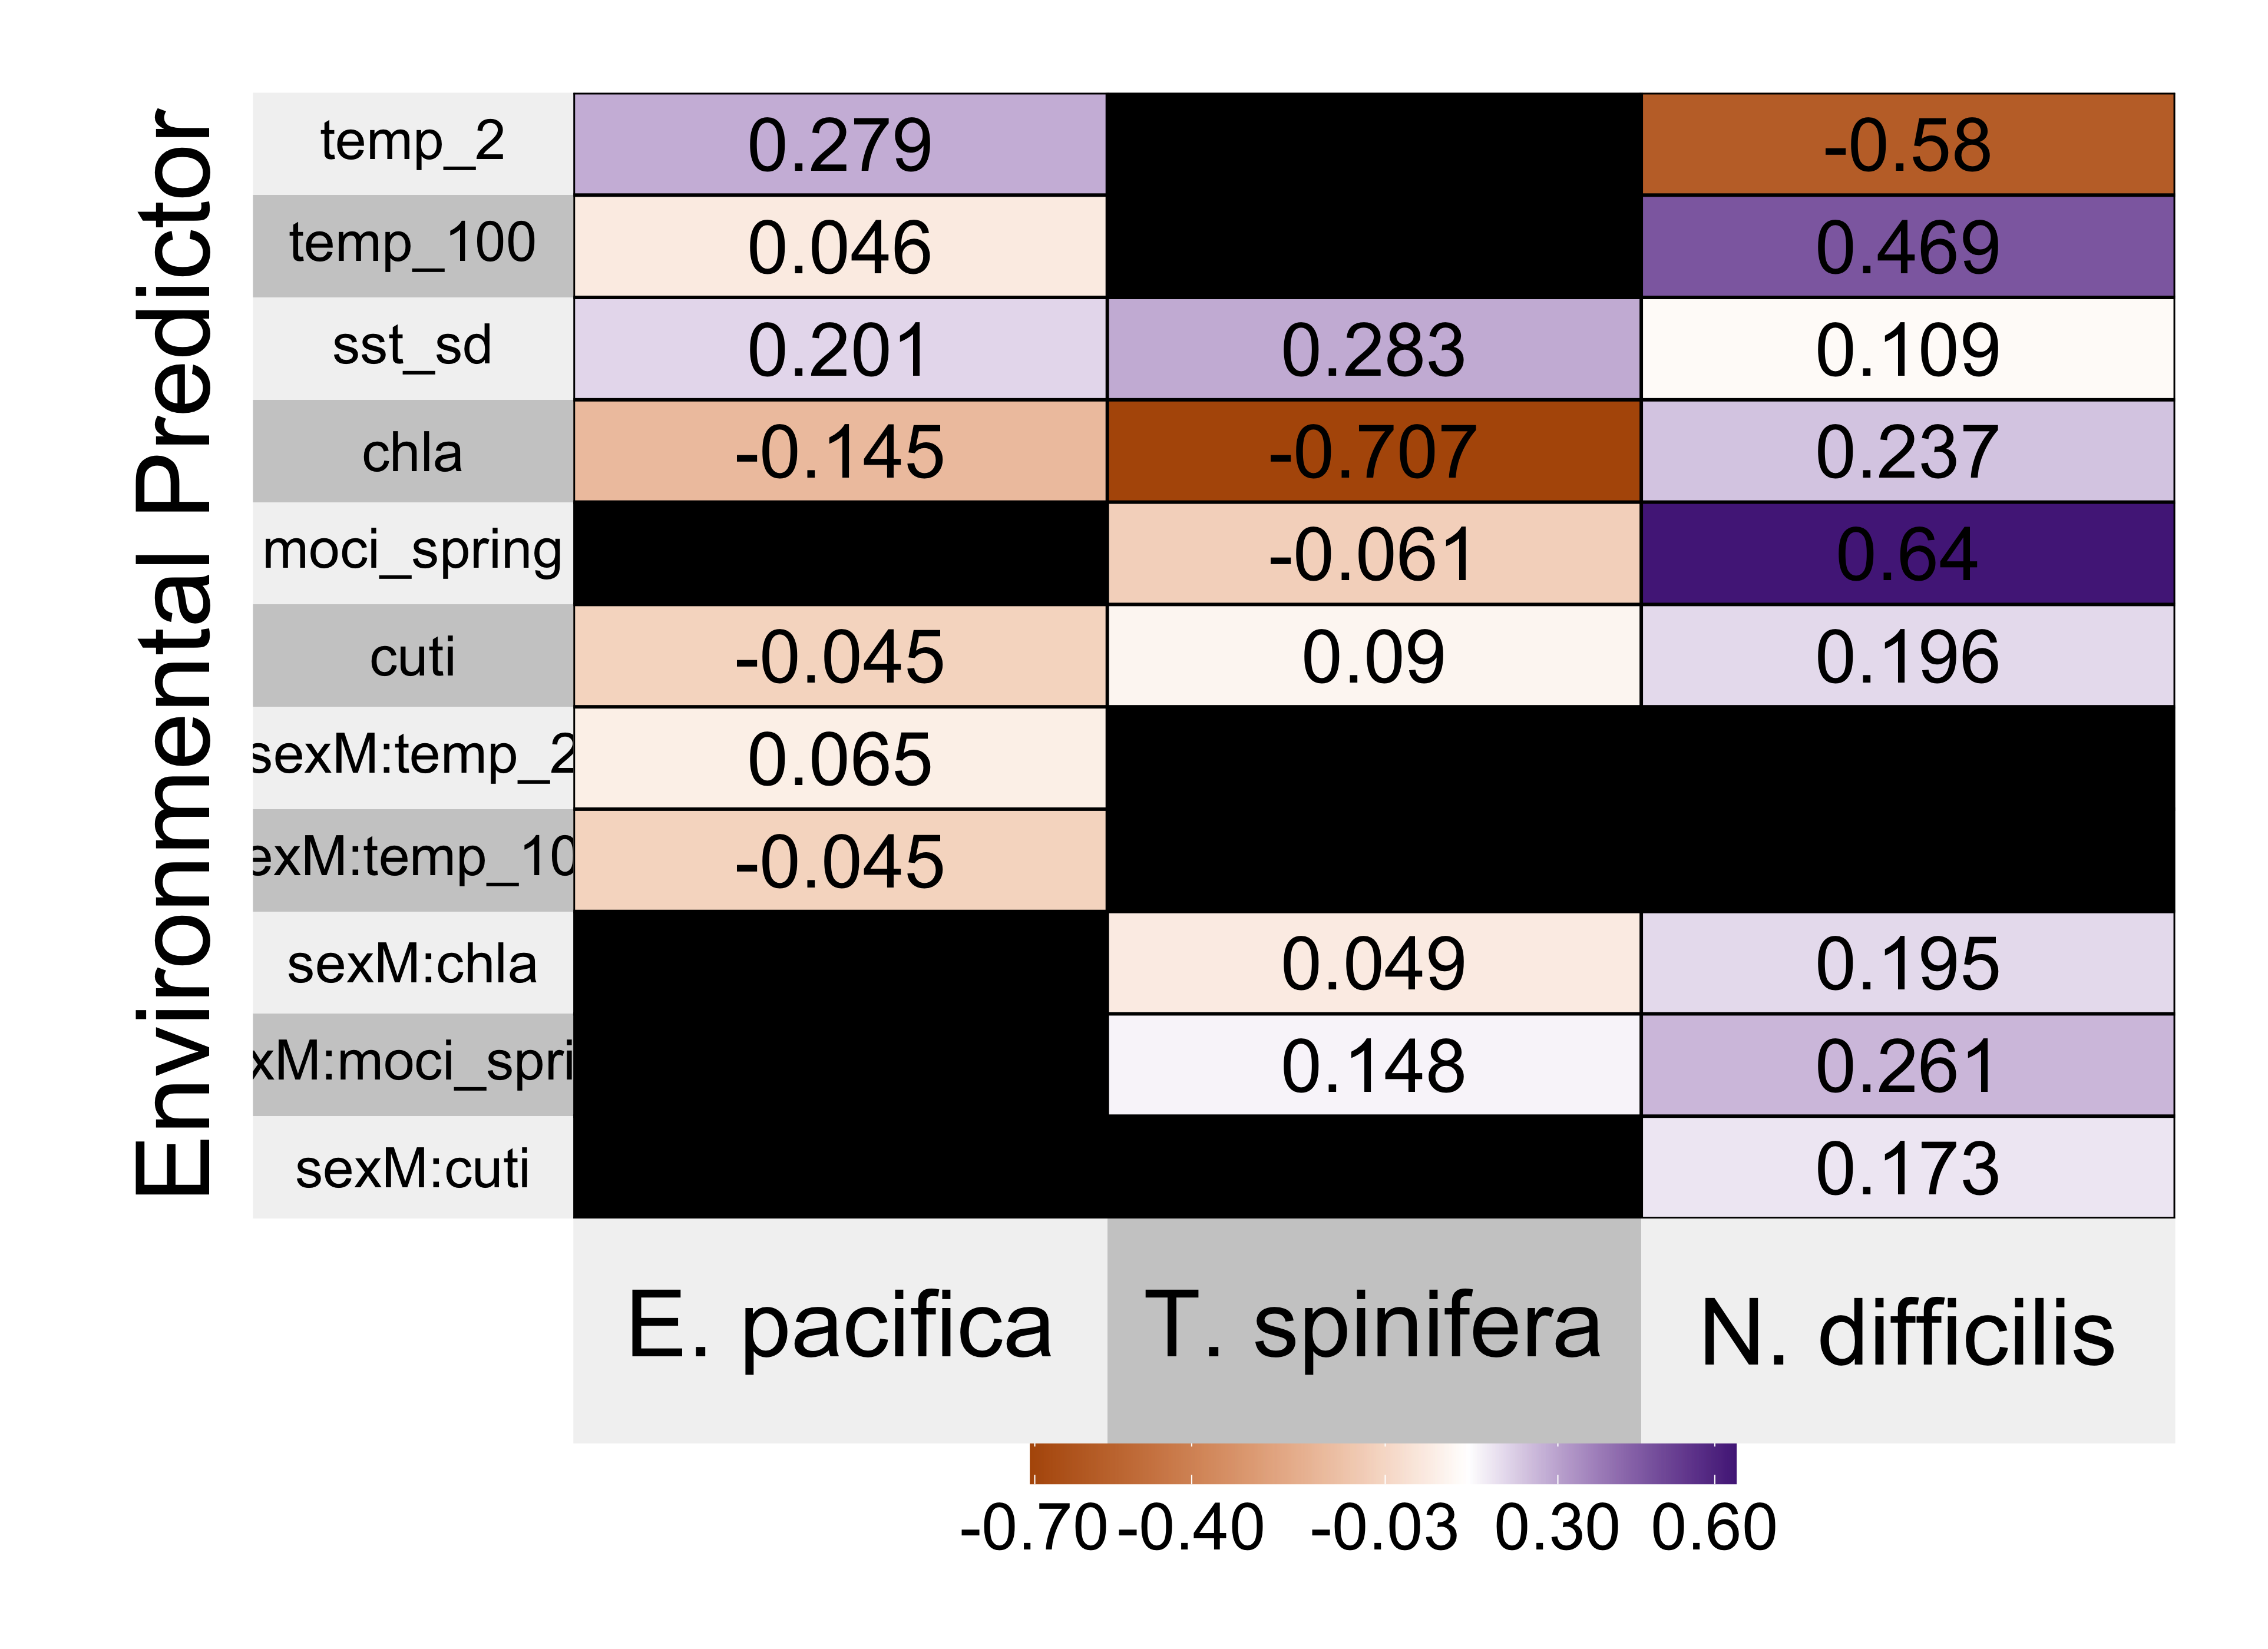 Environmental Predictor
temp_2 0.279 -0.58
temp_100 0.046 0.469
sst_sd 0.201 0.283 0.109
chla -0.145 -0.707 0.237
moci_spring -0.061 0.64
cuti -0.045 0.09 0.196
sexM:temp_2 0.065
exM:temp_10 -0.045
sexM:chla 0.049 0.195
xM:moci_spri 0.148 0.261
sexM:cuti 0.173
E. pacifica T. spinifera N. difficilis
-0.70 -0.40 -0.03 0.30 0.60